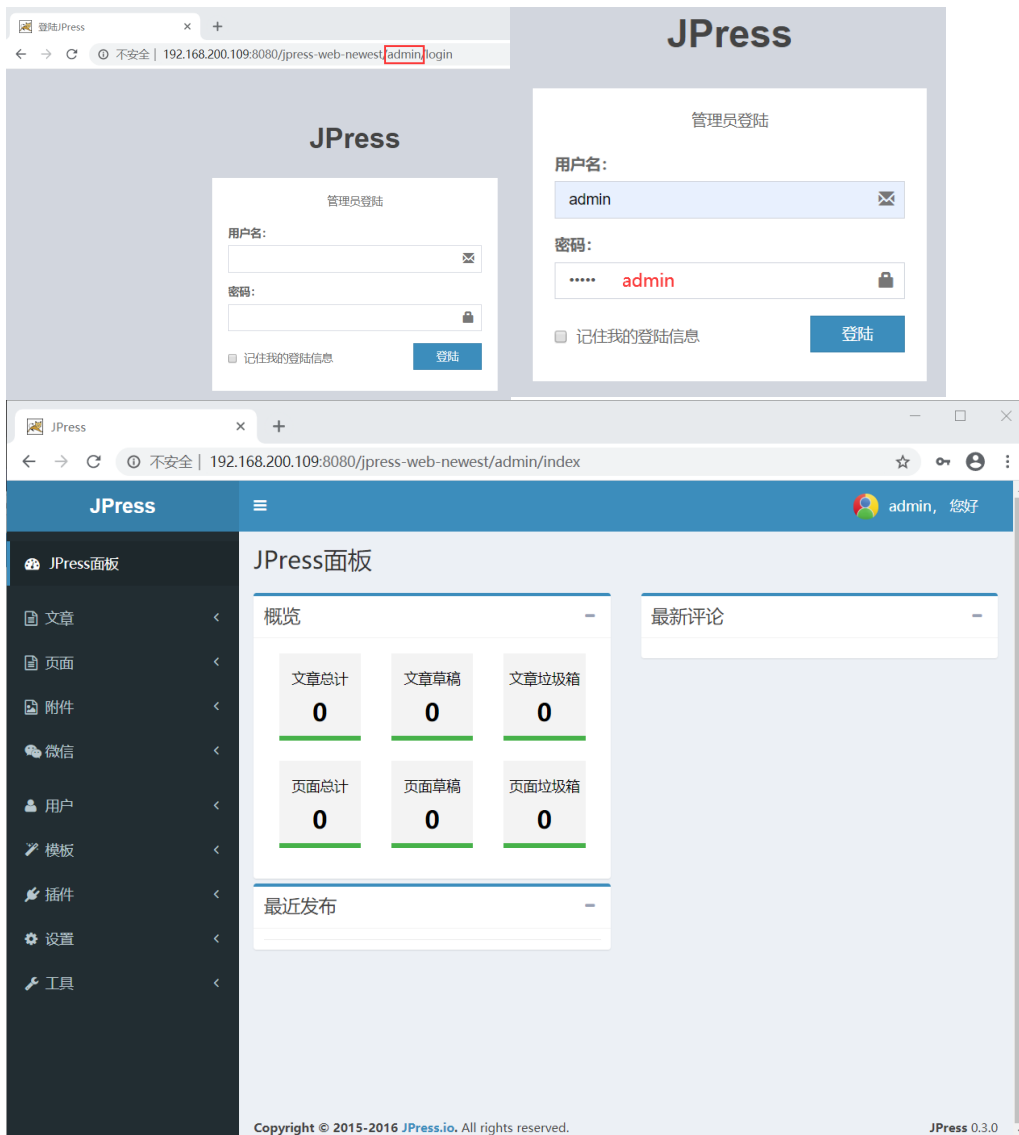 登陆JPress
不安全 | 192.168.200.109:8080/jpress-web-newest/admin/login
JPress
管理员登陆
用户名:
密码:
记住我的登陆信息
登陆
JPress
管理员登陆
用户名:
admin
密码:
••••• admin
记住我的登陆信息
登陆
JPress
不安全 | 192.168.200.109:8080/jpress-web-newest/admin/index
JPress
admin，您好
JPress面板
文章
页面
附件
微信
用户
模板
插件
设置
工具
JPress面板
概览
文章总计
0
文章草稿
0
文章垃圾箱
0
页面总计
0
页面草稿
0
页面垃圾箱
0
最近发布
最新评论
Copyright © 2015-2016 JPress.io. All rights reserved.
JPress 0.3.0